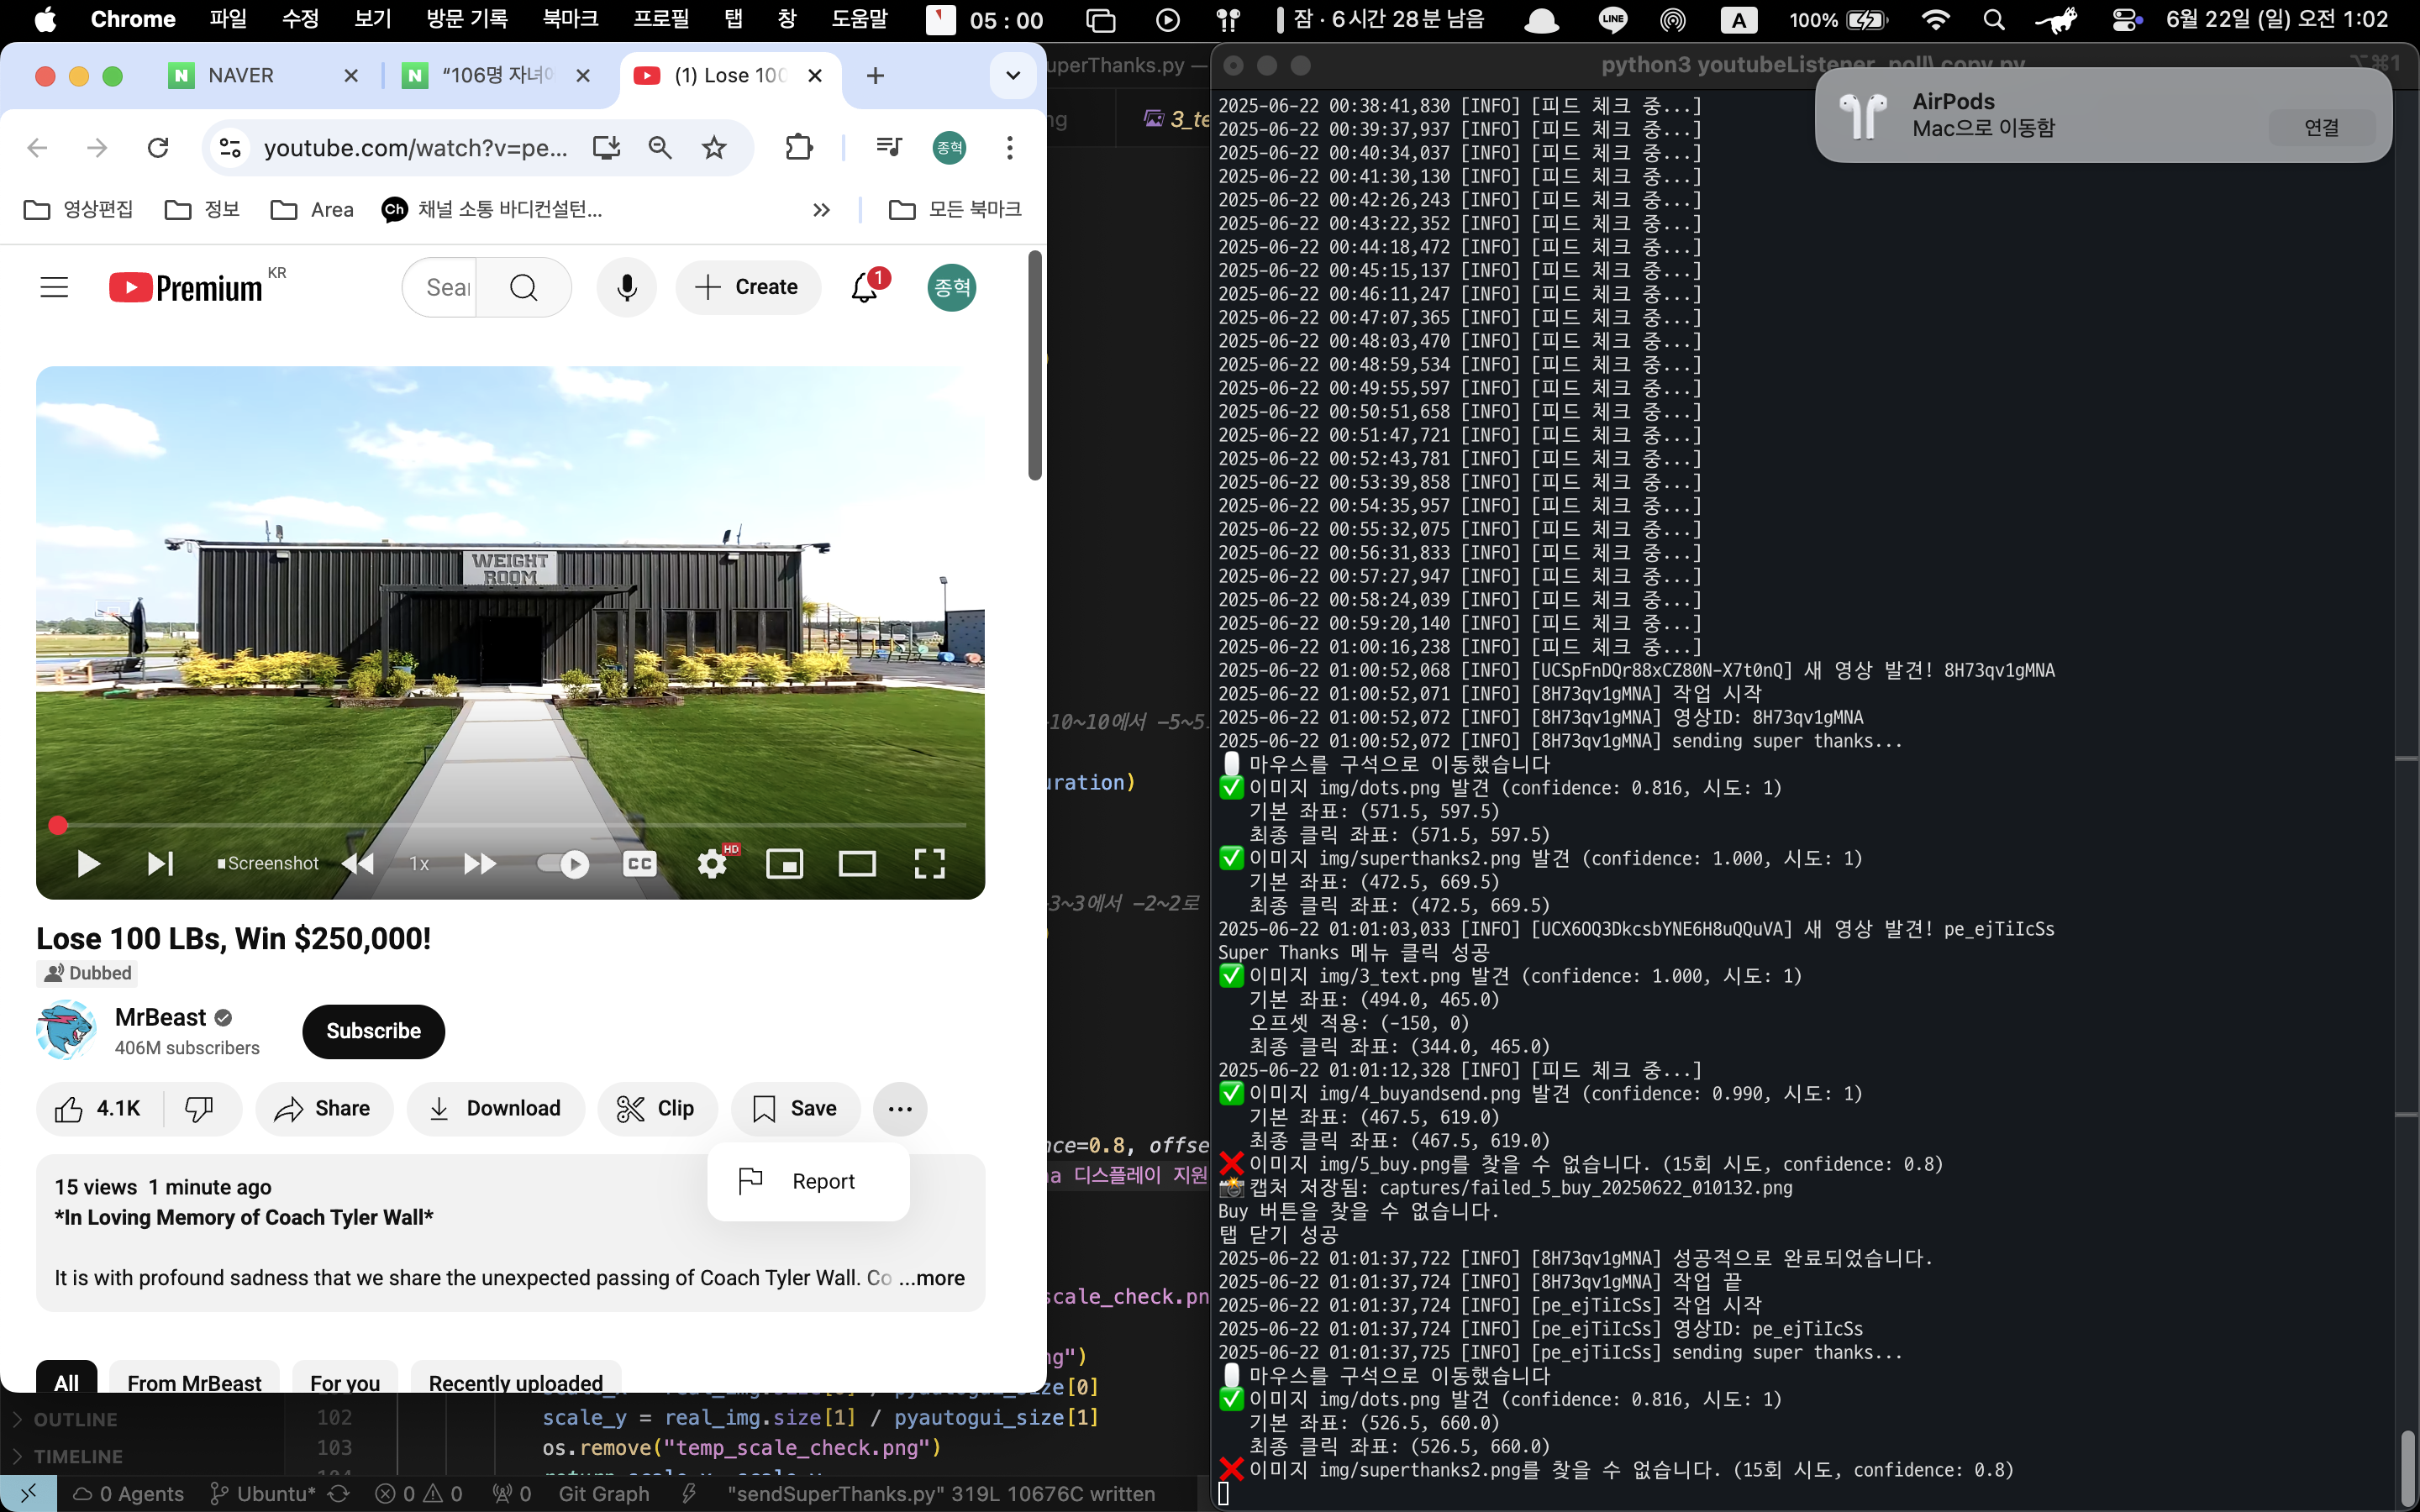 Chrome 파일 수정 보기 방문 기록 북마크 프로필 탭 창 도움말 05 : 00 잠 · 6시간 28분 남음 LINE A 100% 6월 22일 (일) 오전 1:02
NAVER
“106명 자녀
(1) Lose 100
youtube.com/watch?v=pe...
종혁
영상편집 정보 Area Ch 채널 소통 바디컨설턴... 모든 북마크
Premium KR
Sear
Create
1
종혁
WEIGHT
ROOM
Screenshot 1x CC HD
Lose 100 LBs, Win $250,000!
Dubbed
MrBeast
406M subscribers
Subscribe
4.1K Share Download Clip Save ...
Report
15 views 1 minute ago
*In Loving Memory of Coach Tyler Wall*
It is with profound sadness that we share the unexpected passing of Coach Tyler Wall. Co ...more
All From MrBeast For you Recently uploaded
uperThanks.py —
ng 3_te
-10~10에서 -5~5
uration)
-3~3에서 -2~2로
nce=0.8, offse
na 디스플레이 지원
scale_check.pn
ng")
ze[0]
102 scale_y = real_img.size[1] / pyautogui_size[1]
103 os.remove("temp_scale_check.png")
OUTLINE
TIMELINE
0 Agents Ubuntu* 0 0 0 Git Graph "sendSuperThanks.py" 319L 10676C written
python3 youtubeListener_poll\ copy.py ⌥⌘1
AirPods
Mac으로 이동함
연결
2025-06-22 00:38:41,830 [INFO] [피드 체크 중...]
2025-06-22 00:39:37,937 [INFO] [피드 체크 중...]
2025-06-22 00:40:34,037 [INFO] [피드 체크 중...]
2025-06-22 00:41:30,130 [INFO] [피드 체크 중...]
2025-06-22 00:42:26,243 [INFO] [피드 체크 중...]
2025-06-22 00:43:22,352 [INFO] [피드 체크 중...]
2025-06-22 00:44:18,472 [INFO] [피드 체크 중...]
2025-06-22 00:45:15,137 [INFO] [피드 체크 중...]
2025-06-22 00:46:11,247 [INFO] [피드 체크 중...]
2025-06-22 00:47:07,365 [INFO] [피드 체크 중...]
2025-06-22 00:48:03,470 [INFO] [피드 체크 중...]
2025-06-22 00:48:59,534 [INFO] [피드 체크 중...]
2025-06-22 00:49:55,597 [INFO] [피드 체크 중...]
2025-06-22 00:50:51,658 [INFO] [피드 체크 중...]
2025-06-22 00:51:47,721 [INFO] [피드 체크 중...]
2025-06-22 00:52:43,781 [INFO] [피드 체크 중...]
2025-06-22 00:53:39,858 [INFO] [피드 체크 중...]
2025-06-22 00:54:35,957 [INFO] [피드 체크 중...]
2025-06-22 00:55:32,075 [INFO] [피드 체크 중...]
2025-06-22 00:56:31,833 [INFO] [피드 체크 중...]
2025-06-22 00:57:27,947 [INFO] [피드 체크 중...]
2025-06-22 00:58:24,039 [INFO] [피드 체크 중...]
2025-06-22 00:59:20,140 [INFO] [피드 체크 중...]
2025-06-22 01:00:16,238 [INFO] [피드 체크 중...]
2025-06-22 01:00:52,068 [INFO] [UCSpFnDQr88xCZ80N-X7t0nQ] 새 영상 발견! 8H73qv1gMNA
2025-06-22 01:00:52,071 [INFO] [8H73qv1gMNA] 작업 시작
2025-06-22 01:00:52,072 [INFO] [8H73qv1gMNA] 영상ID: 8H73qv1gMNA
2025-06-22 01:00:52,072 [INFO] [8H73qv1gMNA] sending super thanks...
마우스를 구석으로 이동했습니다
✅ 이미지 img/dots.png 발견 (confidence: 0.816, 시도: 1)
기본 좌표: (571.5, 597.5)
최종 클릭 좌표: (571.5, 597.5)
✅ 이미지 img/superthanks2.png 발견 (confidence: 1.000, 시도: 1)
기본 좌표: (472.5, 669.5)
최종 클릭 좌표: (472.5, 669.5)
2025-06-22 01:01:03,033 [INFO] [UCX6OQ3DkcsbYNE6H8uQQuVA] 새 영상 발견! pe_ejTiIcSs
Super Thanks 메뉴 클릭 성공
✅ 이미지 img/3_text.png 발견 (confidence: 1.000, 시도: 1)
기본 좌표: (494.0, 465.0)
오프셋 적용: (-150, 0)
최종 클릭 좌표: (344.0, 465.0)
2025-06-22 01:01:12,328 [INFO] [피드 체크 중...]
✅ 이미지 img/4_buyandsend.png 발견 (confidence: 0.990, 시도: 1)
기본 좌표: (467.5, 619.0)
최종 클릭 좌표: (467.5, 619.0)
❌ 이미지 img/5_buy.png를 찾을 수 없습니다. (15회 시도, confidence: 0.8)
📸 캡처 저장됨: captures/failed_5_buy_20250622_010132.png
Buy 버튼을 찾을 수 없습니다.
탭 닫기 성공
2025-06-22 01:01:37,722 [INFO] [8H73qv1gMNA] 성공적으로 완료되었습니다.
2025-06-22 01:01:37,724 [INFO] [8H73qv1gMNA] 작업 끝
2025-06-22 01:01:37,724 [INFO] [pe_ejTiIcSs] 작업 시작
2025-06-22 01:01:37,724 [INFO] [pe_ejTiIcSs] 영상ID: pe_ejTiIcSs
2025-06-22 01:01:37,725 [INFO] [pe_ejTiIcSs] sending super thanks...
마우스를 구석으로 이동했습니다
✅ 이미지 img/dots.png 발견 (confidence: 0.816, 시도: 1)
기본 좌표: (526.5, 660.0)
최종 클릭 좌표: (526.5, 660.0)
❌ 이미지 img/superthanks2.png를 찾을 수 없습니다. (15회 시도, confidence: 0.8)